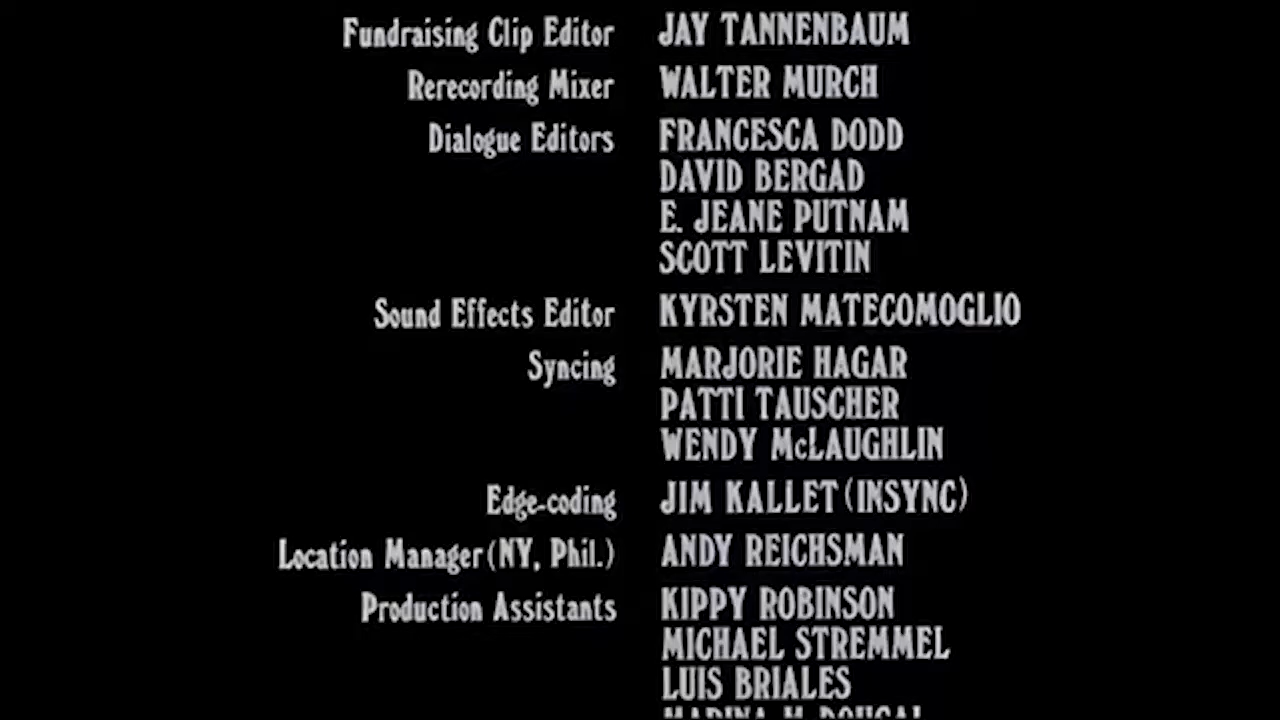 Fundraising Clip Editor JAY TANNENBAUM
Rerecording Mixer WALTER MURCH
Dialogue Editors FRANCESCA DODD
DAVID BERGAD
E. JEANE PUTNAM
SCOTT LEVITIN
Sound Effects Editor KYRSTEN MATECOMOGLIO
Syncing MARJORIE HAGAR
PATTI TAUSCHER
WENDY McLAUGHLIN
Edge-coding JIM KALLET (INSYNC)
Location Manager (NY, Phil.) ANDY REICHSMAN
Production Assistants KIPPY ROBINSON
MICHAEL STREMMEL
LUIS BRIALES